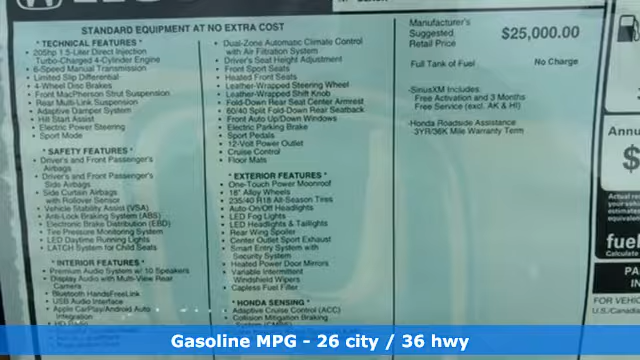 STANDARD EQUIPMENT AT NO EXTRA COST
* TECHNICAL FEATURES *
• 205hp 1.5-Liter Direct Injection
Turbo-Charged 4-Cylinder Engine
• 6-Speed Manual Transmission
• Limited Slip Differential
• 4-Wheel Disc Brakes
• Front MacPherson Strut Suspension
• Rear Multi-Link Suspension
• Adaptive Damper System
• Hill Start Assist
• Electric Power Steering
• Sport Mode
* SAFETY FEATURES *
• Driver's and Front Passenger's
Airbags
• Driver's and Front Passenger's
Side Airbags
• Side Curtain Airbags
with Rollover Sensor
• Vehicle Stability Assist (VSA)
• Anti-Lock Braking System (ABS)
• Electronic Brake Distribution (EBD)
• Tire Pressure Monitoring System
• LED Daytime Running Lights
• LATCH System for Child Seats
* INTERIOR FEATURES *
• Premium Audio System w/ 10 Speakers
• Display Audio with Multi-View Rear
Camera
• Bluetooth HandsFreeLink
• USB Audio Interface
• Apple CarPlay/Android Auto
Integration
• HD Radio
• Dual-Zone Automatic Climate Control
with Air Filtration System
• Driver's Seat Height Adjustment
• Front Sport Seats
• Heated Front Seats
• Leather-Wrapped Steering Wheel
• Leather-Wrapped Shift Knob
• Fold-Down Rear Seat Center Armrest
• 60/40 Split Fold-Down Rear Seatback
• Front Auto Up/Down Windows
• Electric Parking Brake
• Sport Pedals
• 12-Volt Power Outlet
• Cruise Control
• Floor Mats
* EXTERIOR FEATURES *
• One-Touch Power Moonroof
• 18" Alloy Wheels
• 235/40 R18 All-Season Tires
• Auto-On/Off Headlights
• LED Fog Lights
• LED Headlights & Taillights
• Rear Wing Spoiler
• Center Outlet Sport Exhaust
• Smart Entry System with
Security System
• Heated Power Door Mirrors
• Variable Intermittent
Windshield Wipers
• Capless Fuel Filler
* HONDA SENSING *
• Adaptive Cruise Control (ACC)
• Collision Mitigation Braking
Manufacturer's
Suggested
Retail Price
$25,000.00
Full Tank of Fuel No Charge
-SiriusXM Includes:
Free Activation and 3 Months
Free Service (excl. AK & HI)
-Honda Roadside Assistance
3YR/36K Mile Warranty Term
Annu
$
Actual re
fuel
Calculate
PA
IN
FOR VEHIC
U.S./Canadia
Gasoline MPG - 26 city / 36 hwy